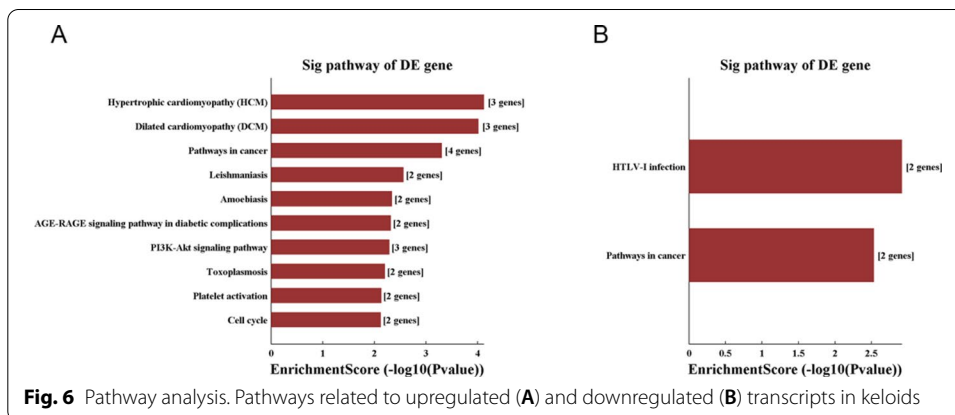 A
Sig pathway of DE gene
Hypertrophic cardiomyopathy (HCM) [3 genes]
Dilated cardiomyopathy (DCM) [3 genes]
Pathways in cancer [4 genes]
Leishmaniasis [2 genes]
Amoebiasis [2 genes]
AGE-RAGE signaling pathway in diabetic complications [2 genes]
PI3K-Akt signaling pathway [3 genes]
Toxoplasmosis [2 genes]
Platelet activation [2 genes]
Cell cycle [2 genes]
0 1 2 3 4
EnrichmentScore (-log10(Pvalue))
B
Sig pathway of DE gene
HTLV-I infection [2 genes]
Pathways in cancer [2 genes]
0 0.5 1 1.5 2 2.5
EnrichmentScore (-log10(Pvalue))
Fig. 6 Pathway analysis. Pathways related to upregulated (A) and downregulated (B) transcripts in keloids